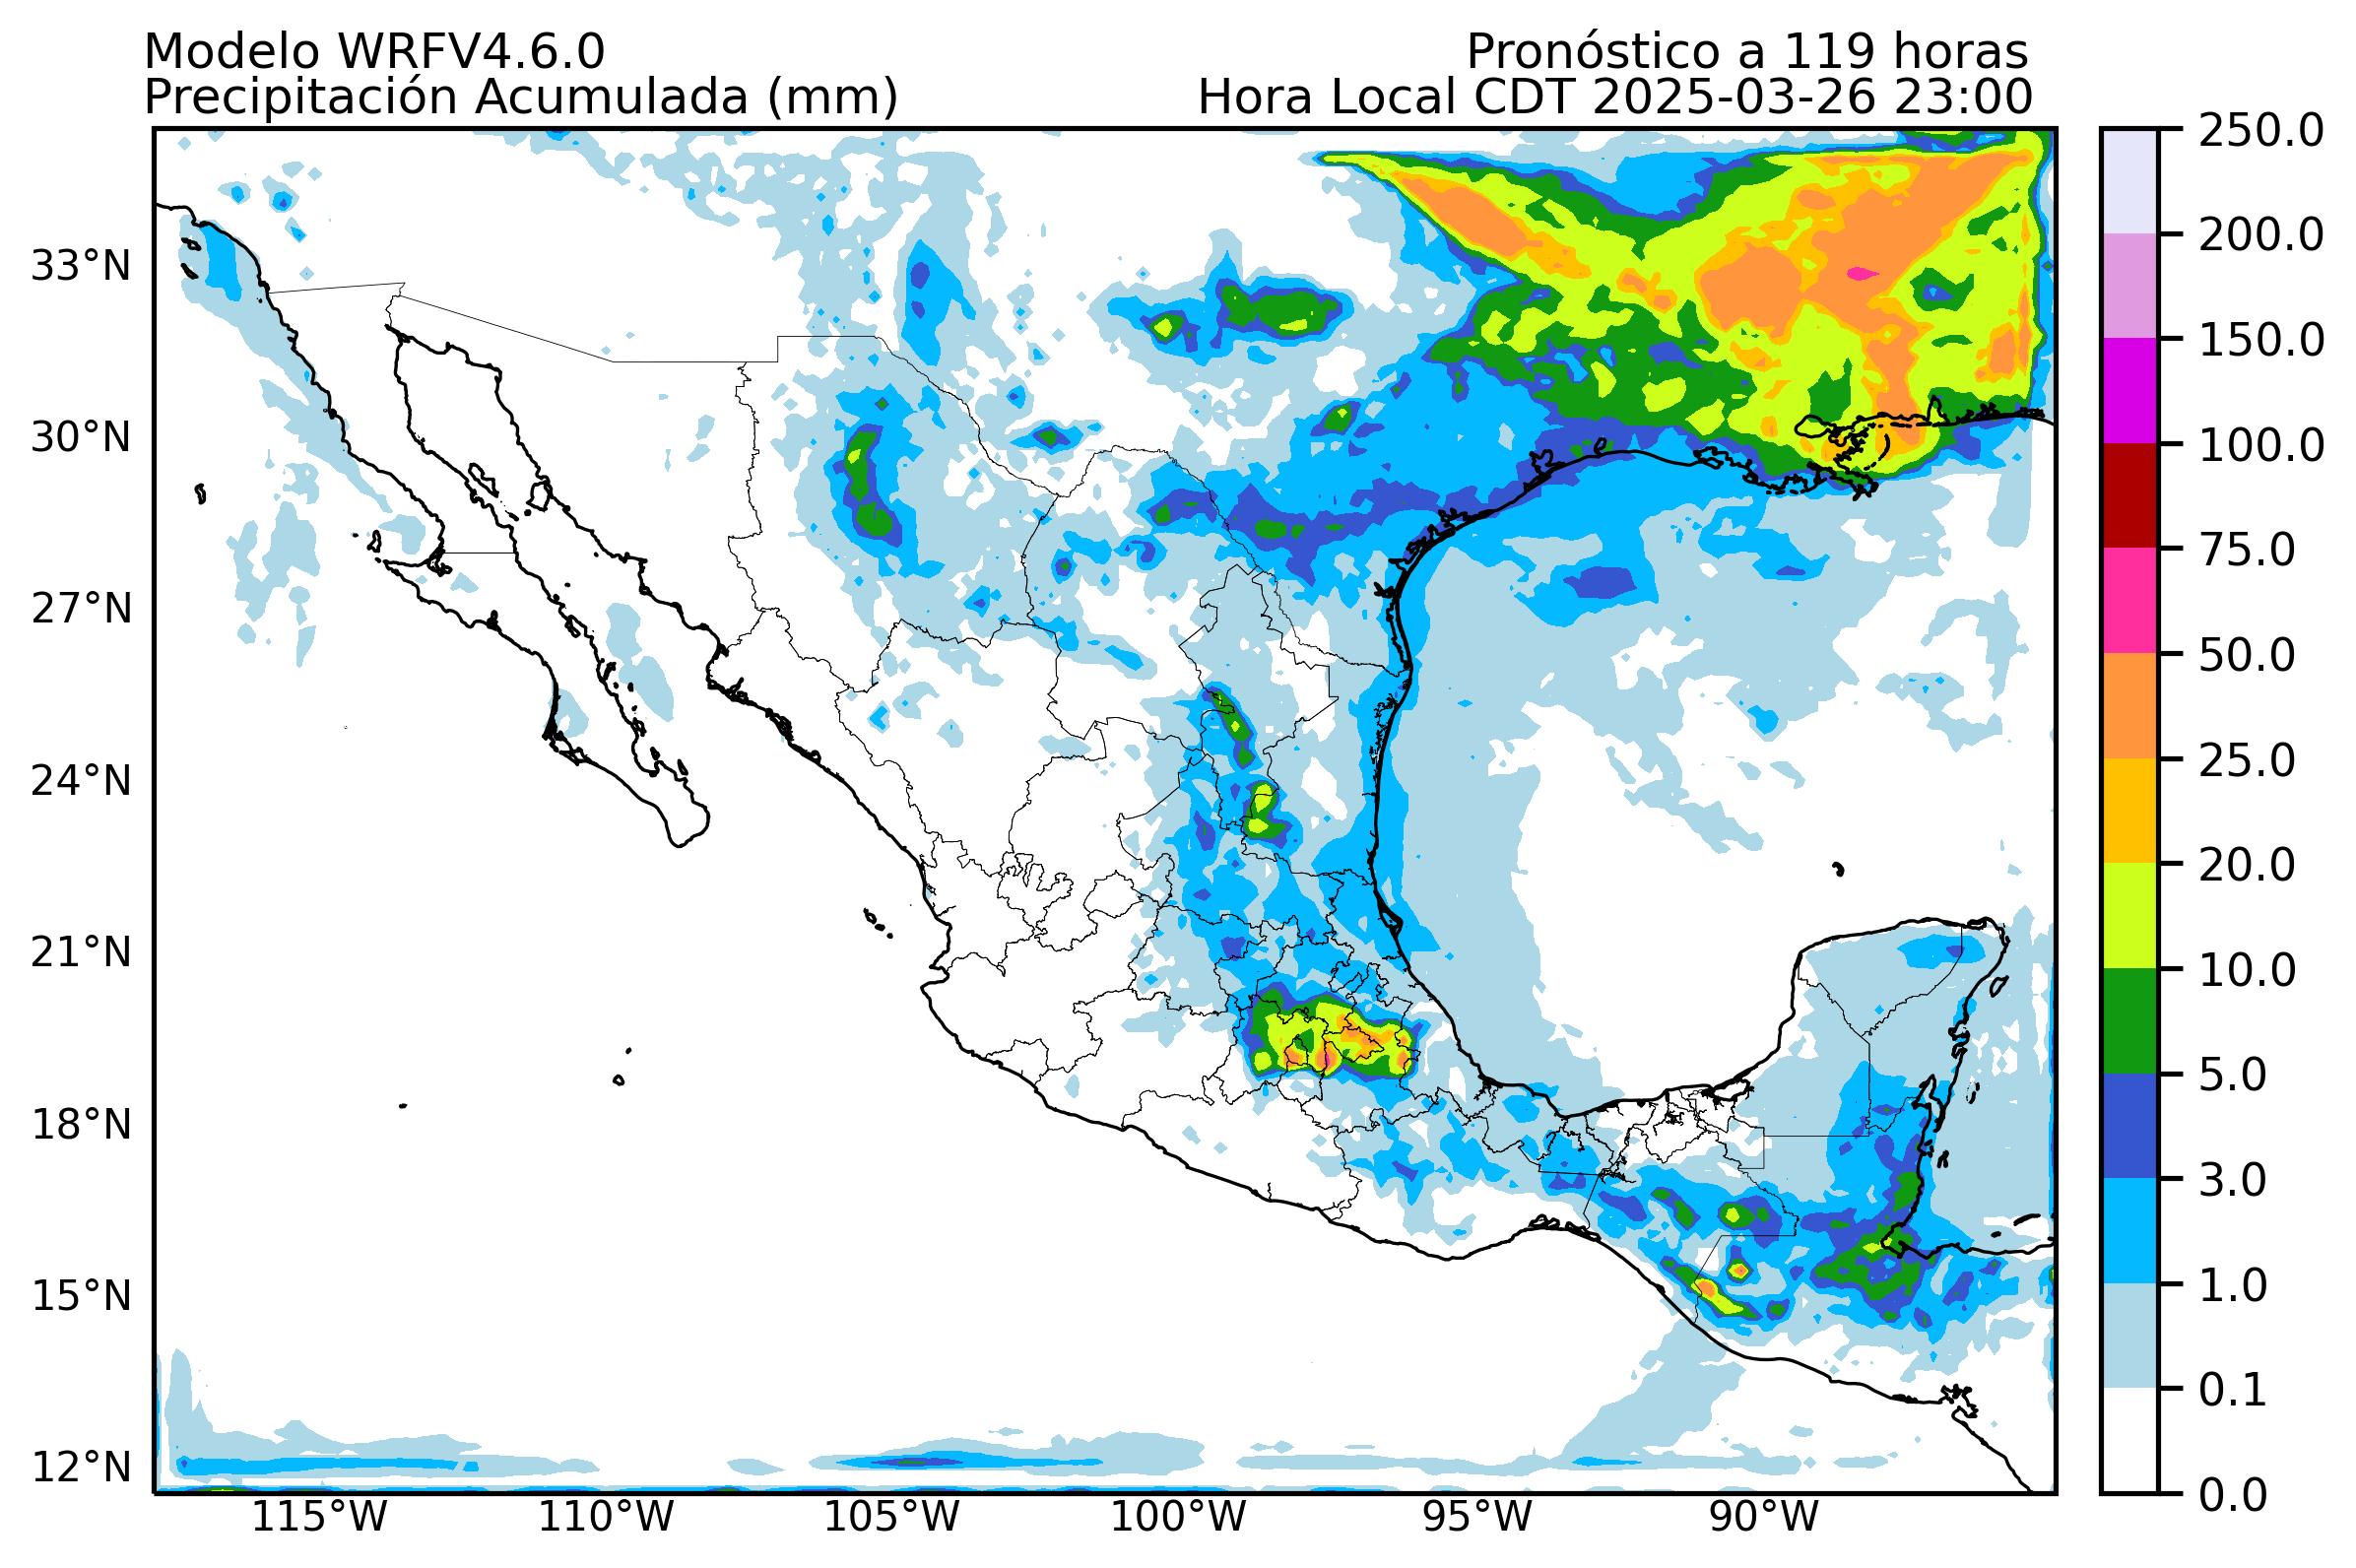 Modelo WRFV4.6.0
Pronóstico a 119 horas
Precipitación Acumulada (mm)
Hora Local CDT 2025-03-26 23:00
33°N
30°N
27°N
24°N
21°N
18°N
15°N
12°N
115°W
110°W
105°W
100°W
95°W
90°W
250.0
200.0
150.0
100.0
75.0
50.0
25.0
20.0
10.0
5.0
3.0
1.0
0.1
0.0